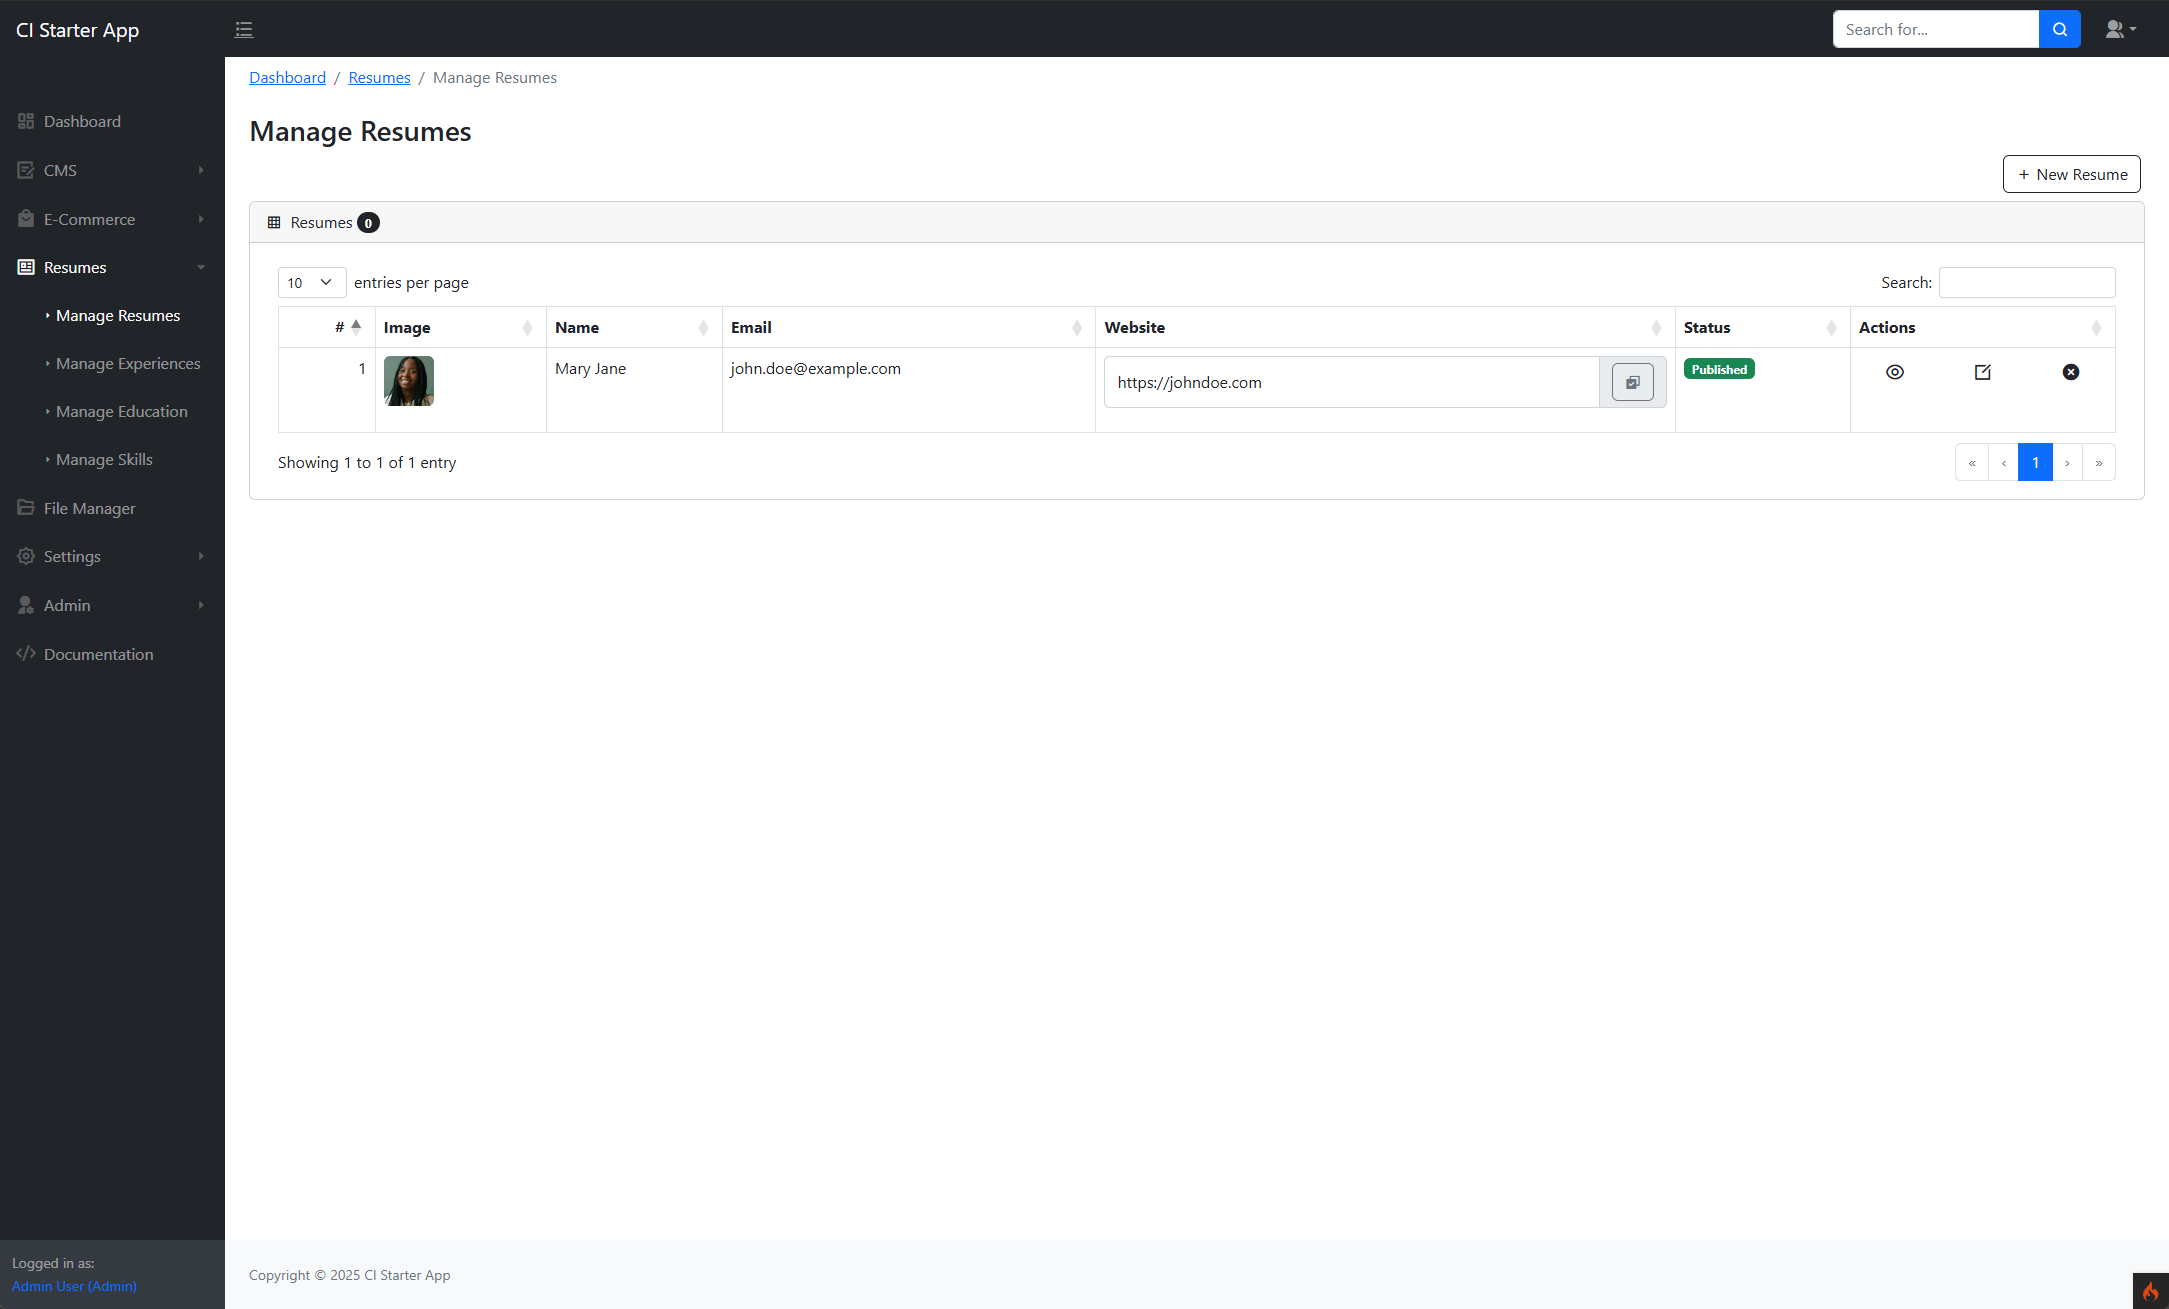 CI Starter App
Search for...
Dashboard / Resumes / Manage Resumes
Manage Resumes
+ New Resume
Dashboard
CMS
E-Commerce
Resumes
Manage Resumes
Manage Experiences
Manage Education
Manage Skills
File Manager
Settings
Admin
Documentation
Resumes 0
10 entries per page
Search:
# Image Name Email Website Status Actions
1 Mary Jane john.doe@example.com https://johndoe.com Published
Showing 1 to 1 of 1 entry
« ‹ 1 › »
Logged in as:
Admin User (Admin)
Copyright © 2025 CI Starter App